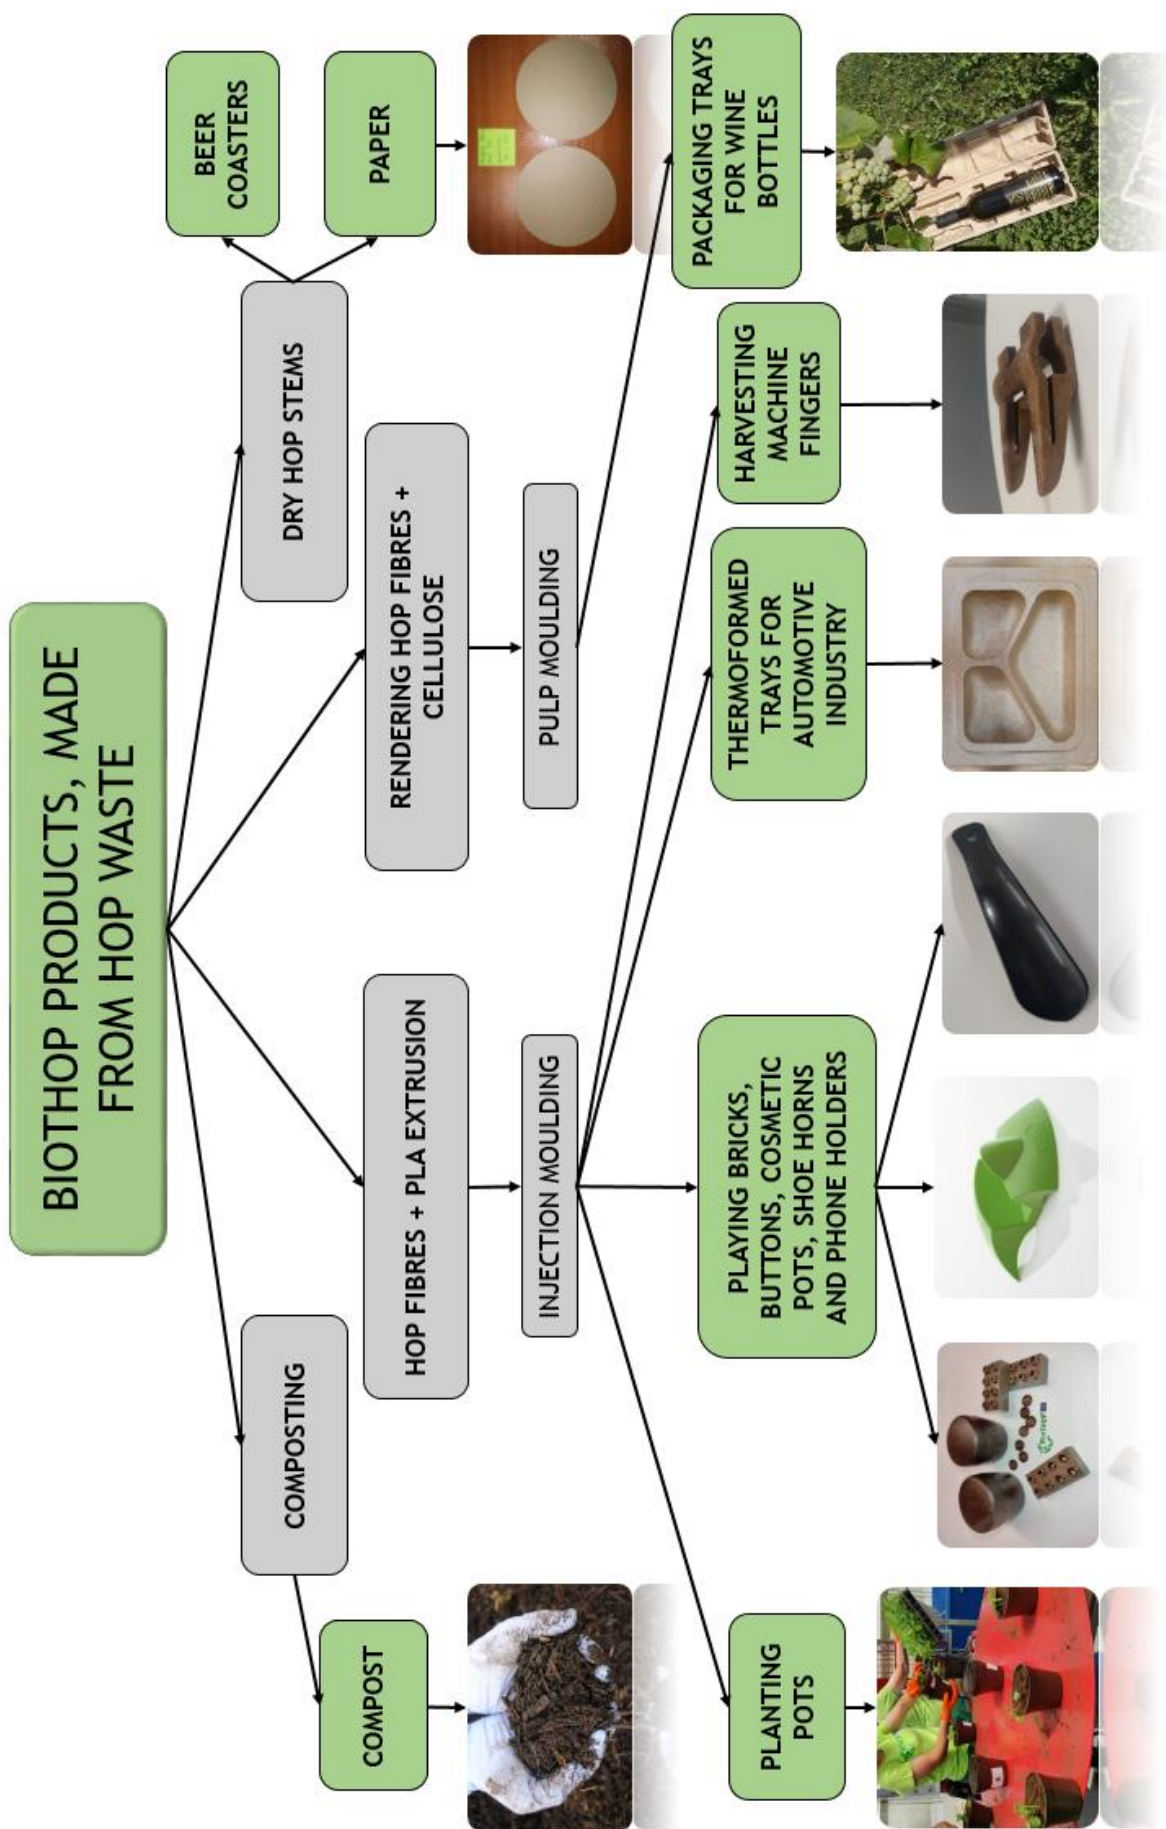 BIOTHOP PRODUCTS, MADE
FROM HOP WASTE
COMPOSTING
HOP FIBRES + PLA EXTRUSION
RENDERING HOP FIBRES +
CELLULOSE
DRY HOP STEMS
COMPOST
INJECTION MOULDING
PULP MOULDING
BEER
COASTERS
PAPER
PLANTING
POTS
PLAYING BRICKS,
BUTTONS, COSMETIC
POTS, SHOE HORNS
AND PHONE HOLDERS
THERMOFORMED
TRAYS FOR
AUTOMOTIVE
INDUSTRY
HARVESTING
MACHINE
FINGERS
PACKAGING TRAYS
FOR WINE
BOTTLES